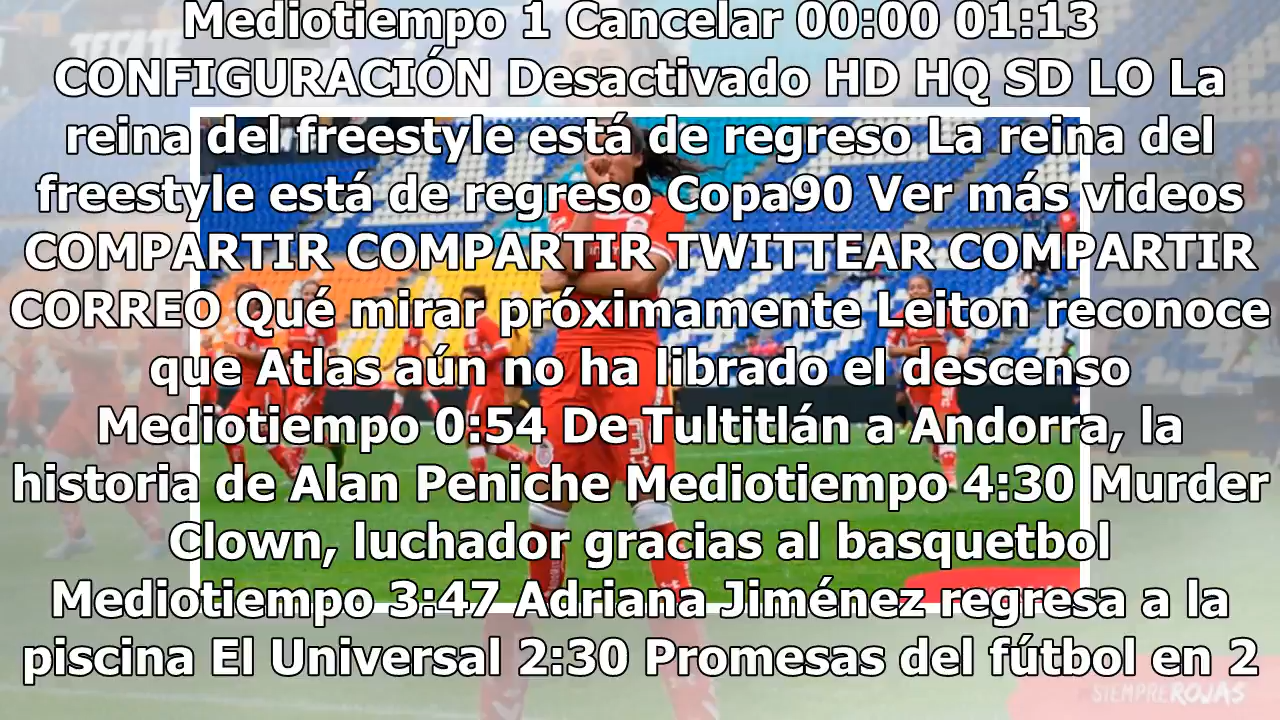 Mediotiempo 1 Cancelar 00:00 01:13
CONFIGURACIÓN Desactivado HD HQ SD LO La
reina del freestyle está de regreso La reina del
freestyle está de regreso Copa90 Ver más videos
COMPARTIR COMPARTIR TWITTEAR COMPARTIR
CORREO Qué mirar próximamente Leiton reconoce
que Atlas aún no ha librado el descenso
Mediotiempo 0:54 De Tultitlán a Andorra, la
historia de Alan Peniche Mediotiempo 4:30 Murder
Clown, luchador gracias al basquetbol
Mediotiempo 3:47 Adriana Jiménez regresa a la
piscina El Universal 2:30 Promesas del fútbol en 2
TECATE
3
SIEMPRE ROJAS